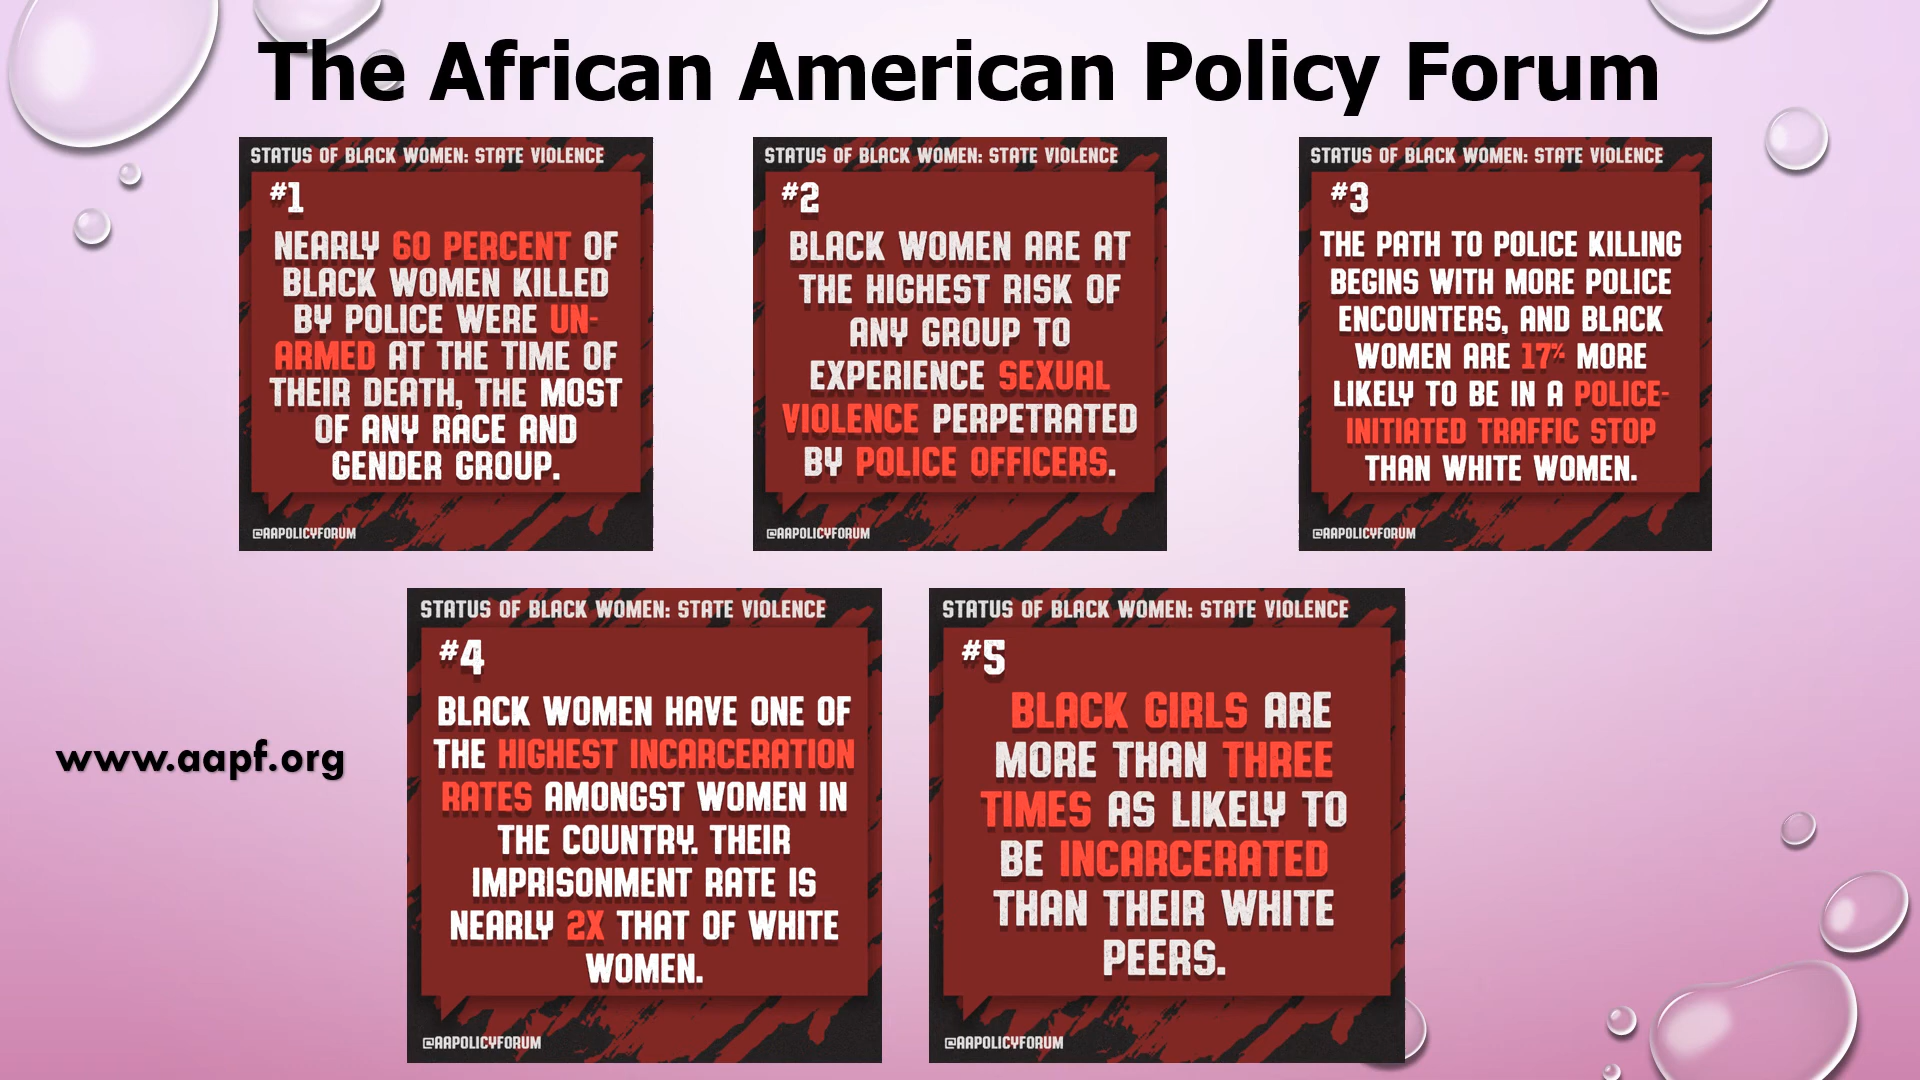 The African American Policy Forum
STATUS OF BLACK WOMEN: STATE VIOLENCE
#1
NEARLY 60 PERCENT OF
BLACK WOMEN KILLED
BY POLICE WERE UN-
ARMED AT THE TIME OF
THEIR DEATH, THE MOST
OF ANY RACE AND
GENDER GROUP.
@AAPOLICYFORUM
STATUS OF BLACK WOMEN: STATE VIOLENCE
#2
BLACK WOMEN ARE AT
THE HIGHEST RISK OF
ANY GROUP TO
EXPERIENCE SEXUAL
VIOLENCE PERPETRATED
BY POLICE OFFICERS.
@AAPOLICYFORUM
STATUS OF BLACK WOMEN: STATE VIOLENCE
#3
THE PATH TO POLICE KILLING
BEGINS WITH MORE POLICE
ENCOUNTERS, AND BLACK
WOMEN ARE 17% MORE
LIKELY TO BE IN A POLICE-
INITIATED TRAFFIC STOP
THAN WHITE WOMEN.
@AAPOLICYFORUM
www.aapf.org
STATUS OF BLACK WOMEN: STATE VIOLENCE
#4
BLACK WOMEN HAVE ONE OF
THE HIGHEST INCARCERATION
RATES AMONGST WOMEN IN
THE COUNTRY. THEIR
IMPRISONMENT RATE IS
NEARLY 2X THAT OF WHITE
WOMEN.
@AAPOLICYFORUM
STATUS OF BLACK WOMEN: STATE VIOLENCE
#5
BLACK GIRLS ARE
MORE THAN THREE
TIMES AS LIKELY TO
BE INCARCERATED
THAN THEIR WHITE
PEERS.
@AAPOLICYFORUM